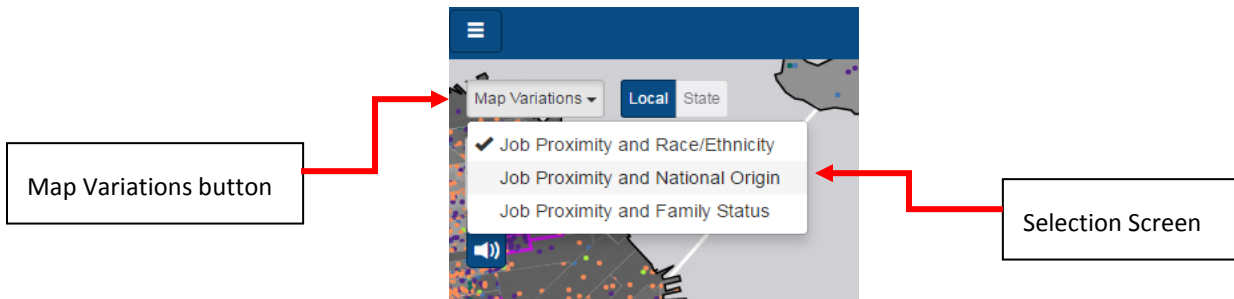 Map Variations Local State
Job Proximity and Race/Ethnicity
Job Proximity and National Origin
Job Proximity and Family Status
Map Variations button
Selection Screen